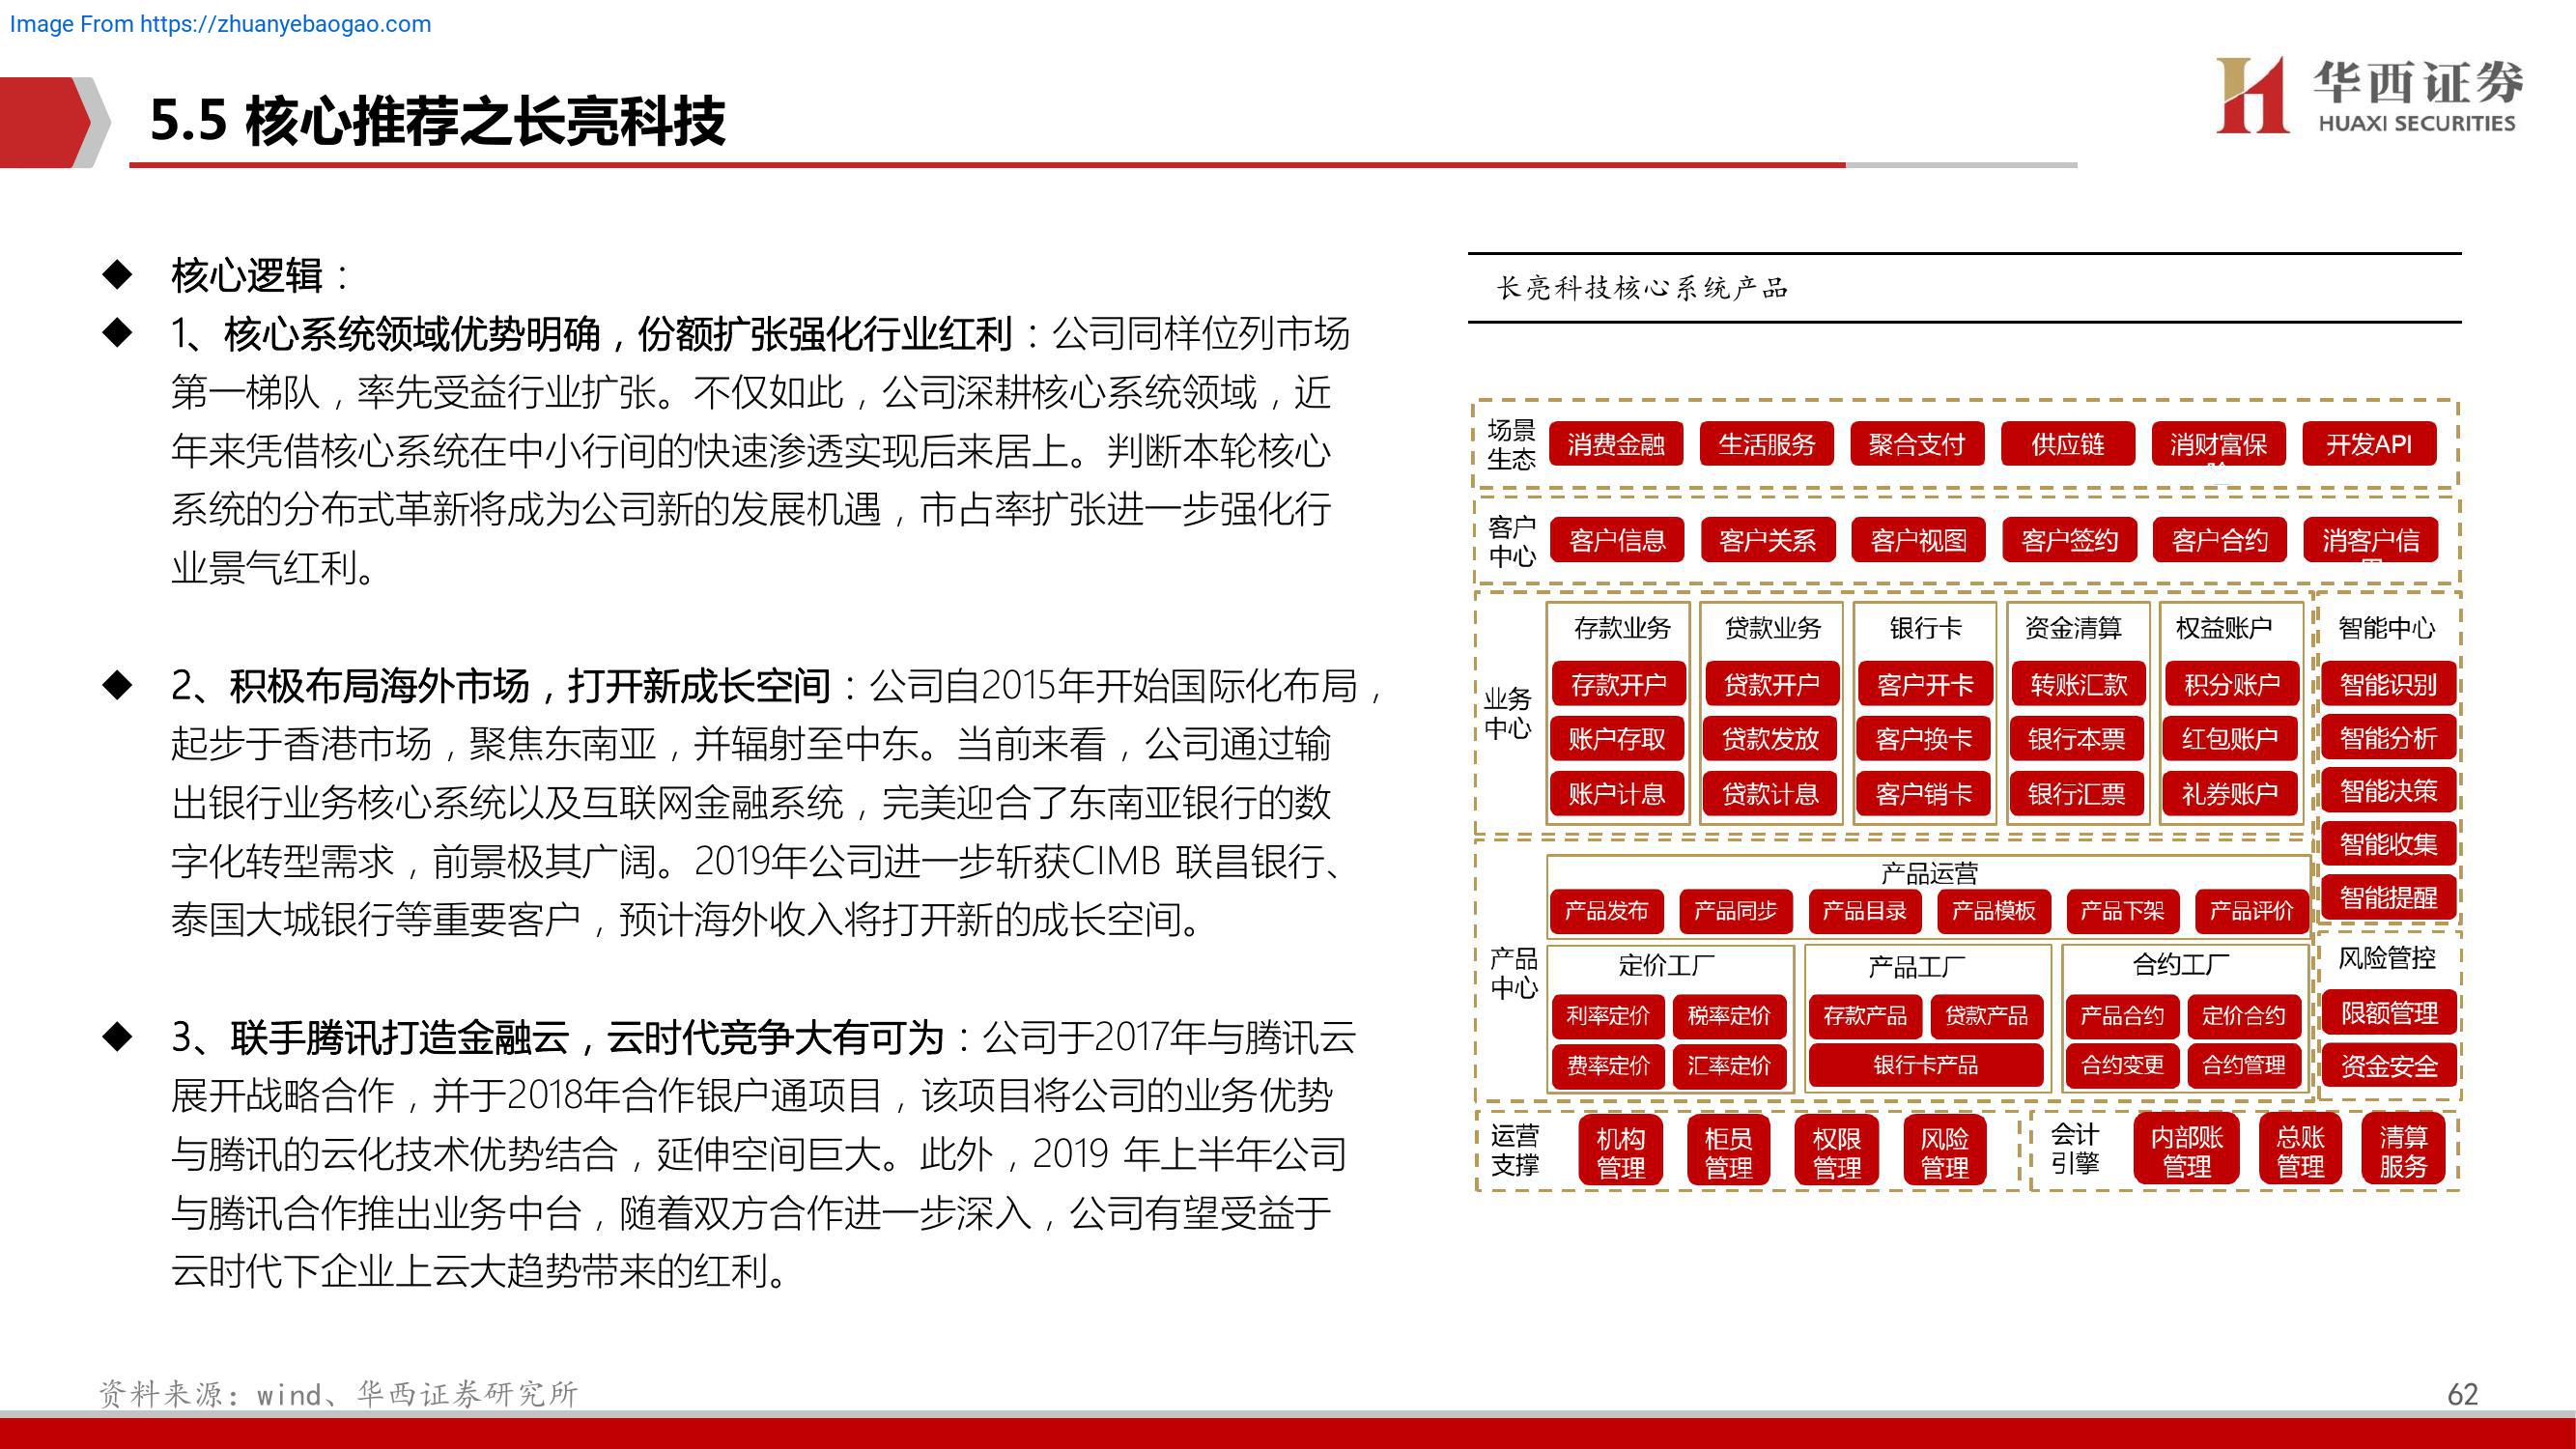 Image From https://zhuanyebaogao.com
5.5 核心推荐之长亮科技
华西证券
HUAXI SECURITIES
核心逻辑：
1、核心系统领域优势明确，份额扩张强化行业红利：公司同样位列市场
第一梯队，率先受益行业扩张。不仅如此，公司深耕核心系统领域，近
年来凭借核心系统在中小行间的快速渗透实现后来居上。判断本轮核心
系统的分布式革新将成为公司新的发展机遇，市占率扩张进一步强化行
业景气红利。
2、积极布局海外市场，打开新成长空间：公司自2015年开始国际化布局，
起步于香港市场，聚焦东南亚，并辐射至中东。当前来看，公司通过输
出银行业务核心系统以及互联网金融系统，完美迎合了东南亚银行的数
字化转型需求，前景极其广阔。2019年公司进一步斩获CIMB 联昌银行、
泰国大城银行等重要客户，预计海外收入将打开新的成长空间。
3、联手腾讯打造金融云，云时代竞争大有可为：公司于2017年与腾讯云
展开战略合作，并于2018年合作银户通项目，该项目将公司的业务优势
与腾讯的云化技术优势结合，延伸空间巨大。此外，2019 年上半年公司
与腾讯合作推出业务中台，随着双方合作进一步深入，公司有望受益于
云时代下企业上云大趋势带来的红利。
长亮科技核心系统产品
场景
生态
消费金融 生活服务 聚合支付 供应链 消财富保 开发API
客户
中心
客户信息 客户关系 客户视图 客户签约 客户合约 消客户信
业务
中心
存款业务 贷款业务 银行卡 资金清算 权益账户
存款开户 贷款开户 客户开卡 转账汇款 积分账户
账户存取 贷款发放 客户换卡 银行本票 红包账户
账户计息 贷款计息 客户销卡 银行汇票 礼券账户
智能中心
智能识别
智能分析
智能决策
智能收集
智能提醒
产品
中心
产品运营
产品发布 产品同步 产品目录 产品模板 产品下架 产品评价
定价工厂 产品工厂 合约工厂
利率定价 税率定价 存款产品 贷款产品 产品合约 定价合约
费率定价 汇率定价 银行卡产品 合约变更 合约管理
风险管控
限额管理
资金安全
运营
支撑
机构
管理
柜员
管理
权限
管理
风险
管理
会计
引擎
内部账
管理
总账
管理
清算
服务
资料来源：wind、华西证券研究所
62